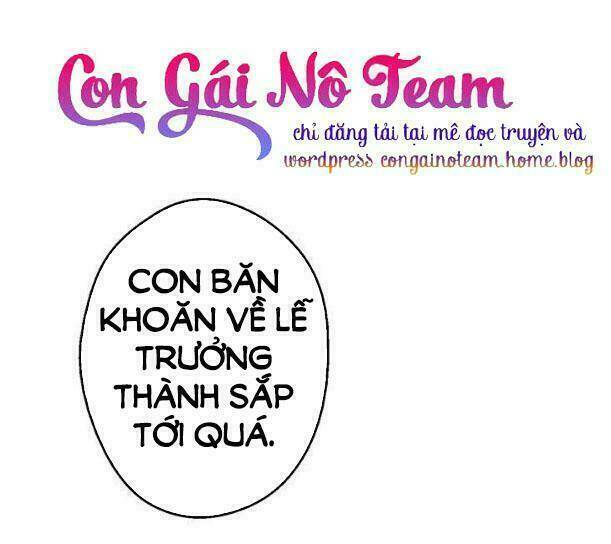 Con Gái Nô Team
chỉ đăng tải tại mê đọc truyện và
wordpress congainoteam.home.blog
CON BĂN
KHOĂN VỀ LỄ
TRƯỞNG
THÀNH SẮP
TỚI QUÁ.